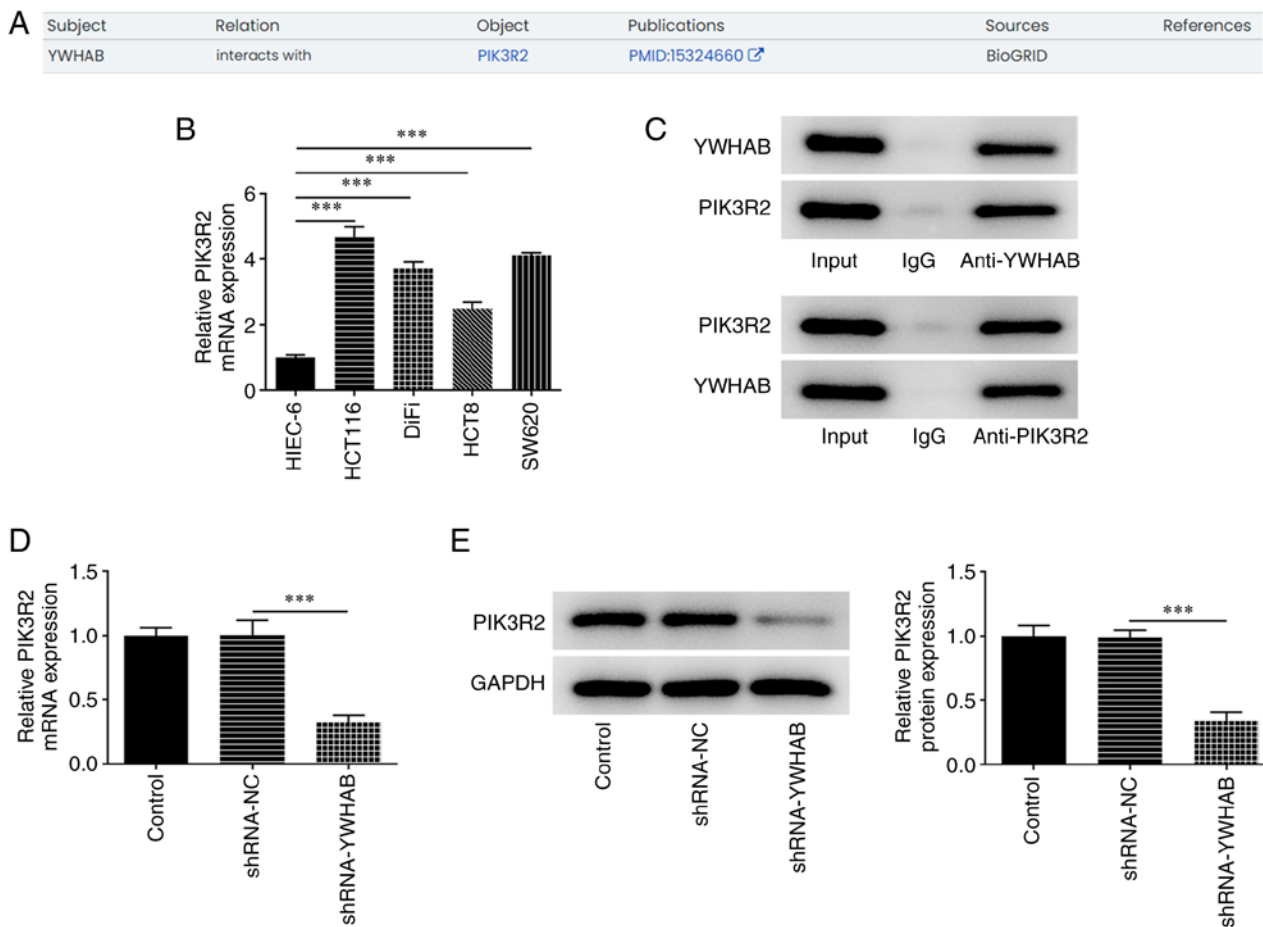 A
Subject Relation Object Publications Sources References
YWHAB interacts with PIK3R2 PMID:15324660 BioGRID
B
***
***
***
***
Relative PIK3R2
mRNA expression
6
4
2
0
HIEC-6
HCT116
DiFi
HCT8
SW620
C
YWHAB
PIK3R2
Input IgG Anti-YWHAB
PIK3R2
YWHAB
Input IgG Anti-PIK3R2
D
Relative PIK3R2
mRNA expression
1.5
1.0
0.5
0.0
***
Control
shRNA-NC
shRNA-YWHAB
E
PIK3R2
GAPDH
Control
shRNA-NC
shRNA-YWHAB
Relative PIK3R2
protein expression
1.5
1.0
0.5
0.0
***
Control
shRNA-NC
shRNA-YWHAB